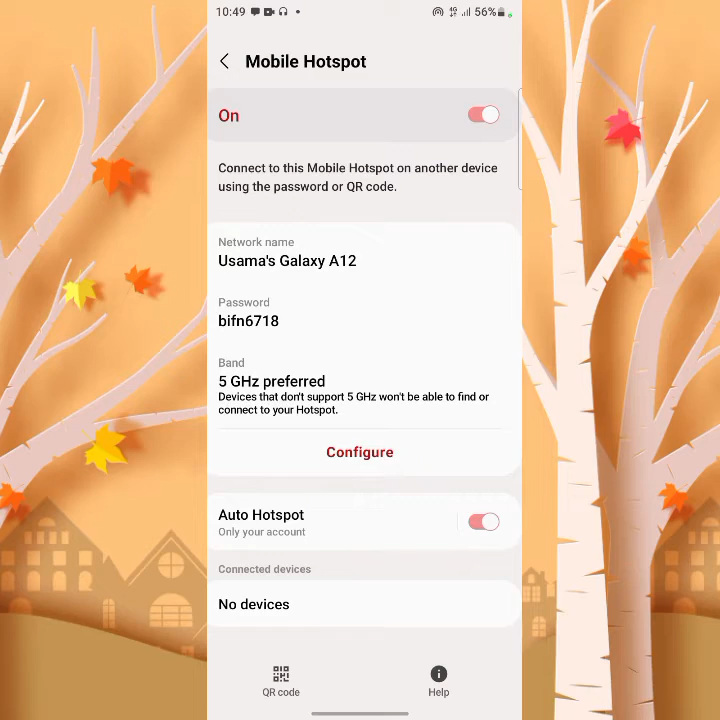 10:49
4G 56%
Mobile Hotspot
On
Connect to this Mobile Hotspot on another device
using the password or QR code.
Network name
Usama's Galaxy A12
Password
bifn6718
Band
5 GHz preferred
Devices that don't support 5 GHz won't be able to find or
connect to your Hotspot.
Configure
Auto Hotspot
Only your account
Connected devices
No devices
QR code
Help